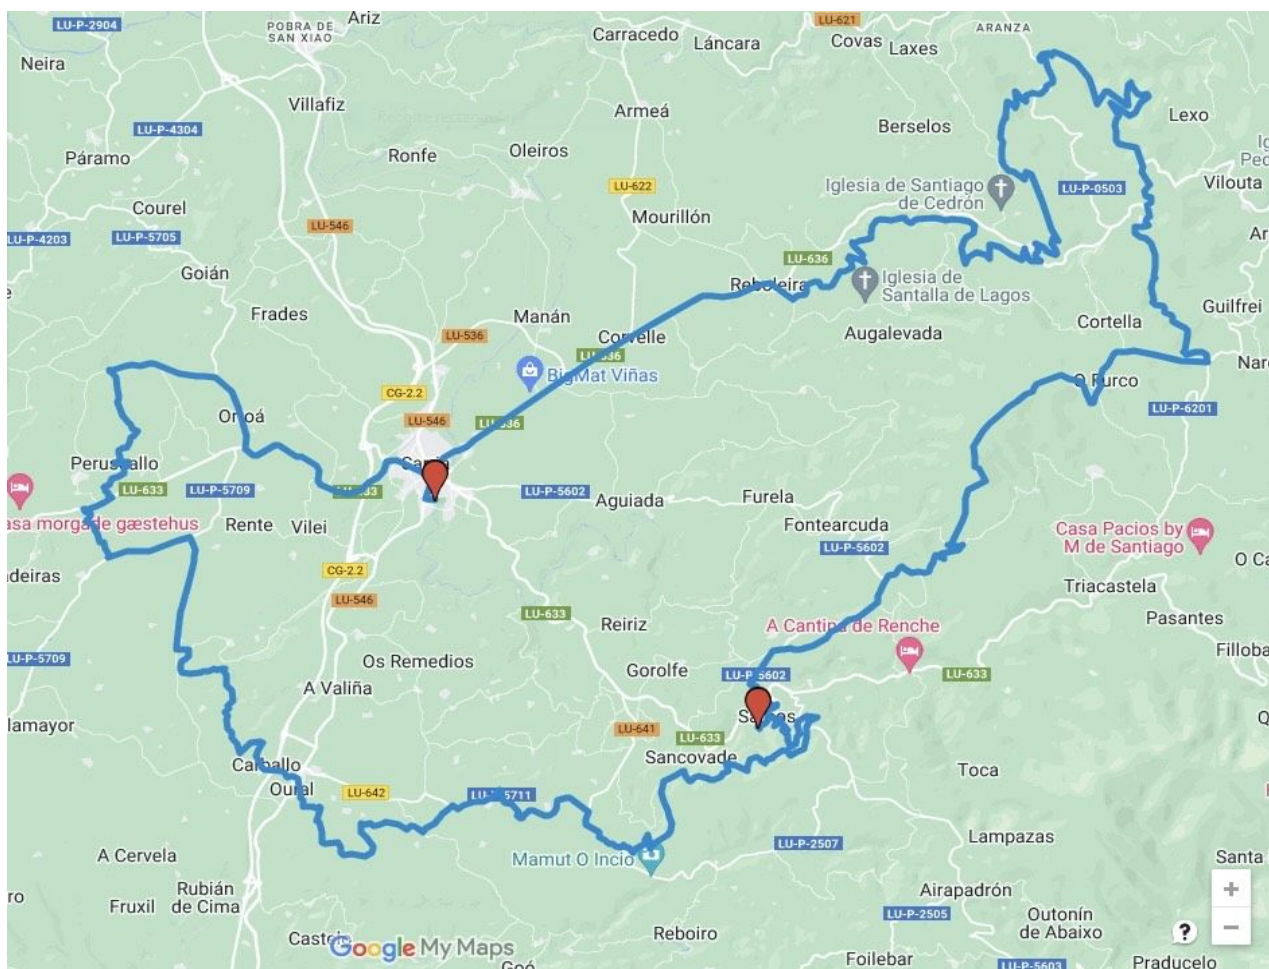 LU-P-2904
Ariz
POBRA DE
SAN XIAO
LU-621
Carracedo
Láncara
Covas
Laxes
ARANZA
Neira
Villafiz
Armeá
Lexo
LU-P-4304
Berselos
Páramo
Ronfe
Oleiros
LU-622
Iglesia de Santiago
de Cedrón
LU-P-0503
Vilouta
Courel
Mourillón
LU-P-4203
LU-P-5705
LU-546
Goián
LU-636
Iglesia de
Santalla de Lagos
Guilfrei
Frades
Manán
Augalevada
Cortella
LU-536
BigMat Viñas
CG-2.2
LU-546
LU-P-6201
LU-633
LU-P-5709
LU-P-5602
Aguiada
Furela
Rente
Vilei
Fontearcuda
LU-P-5602
Casa Pacios by
M de Santiago
CG-2.2
LU-546
LU-633
Triacastela
Pasantes
Reiriz
A Cantina de Renche
LU-P-5709
Os Remedios
Gorolfe
LU-P-5602
LU-633
A Valiña
LU-641
LU-633
Sancovade
Carballo
Oural
LU-642
Toca
Mamut O Incio
LU-P-2507
Lampazas
A Cervela
Santa
Rubián
de Cima
Fruxil
Airapadrón
LU-P-2505
Outonín
de Abaixo
Reboiro
Google My Maps
Goó
Foilebar
LU-P-5603
Praducelo
+
−
?